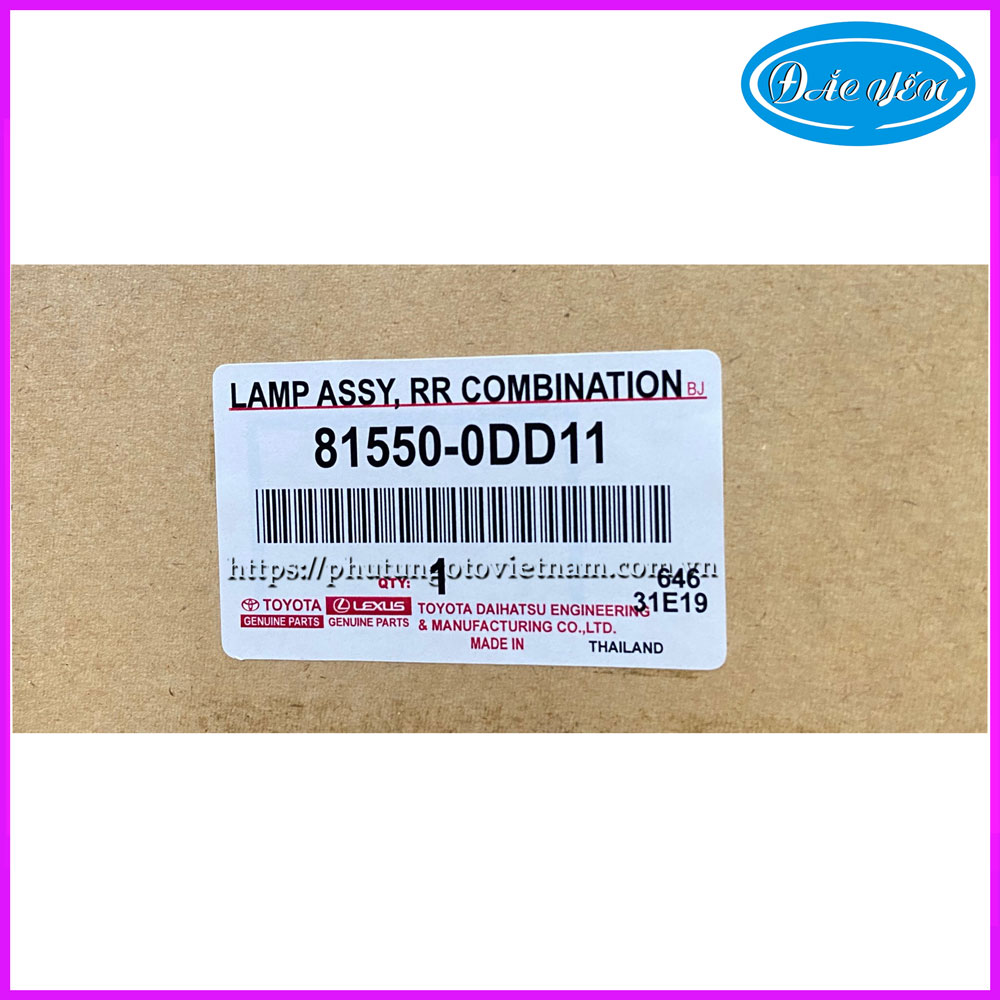 ĐẮC YẾN
LAMP ASSY, RR COMBINATION BJ
81550-0DD11
https://phutungotovietnam.com.vn
QTY: 1
646
31E19
TOYOTA LEXUS
GENUINE PARTS GENUINE PARTS
TOYOTA DAIHATSU ENGINEERING
& MANUFACTURING CO.,LTD.
MADE IN THAILAND